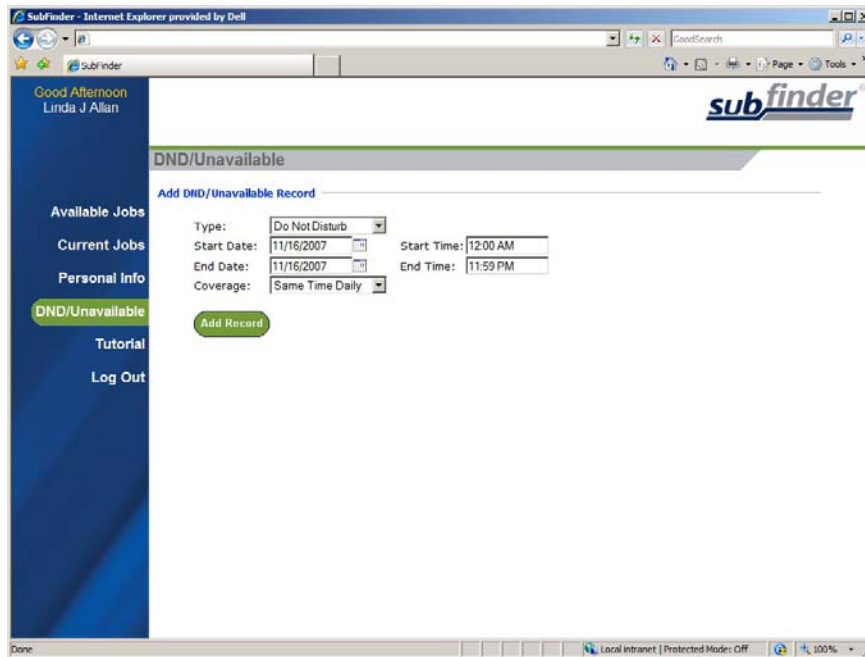 SubFinder - Internet Explorer provided by Dell
GoodSearch
SubFinder
Page
Tools
Good Afternoon
Linda J Allan
subfinder
DND/Unavailable
Add DND/Unavailable Record
Available Jobs
Current Jobs
Personal Info
DND/Unavailable
Tutorial
Log Out
Type: Do Not Disturb
Start Date: 11/16/2007 Start Time: 12:00 AM
End Date: 11/16/2007 End Time: 11:59 PM
Coverage: Same Time Daily
Add Record
Done Local intranet | Protected Mode: Off 100%